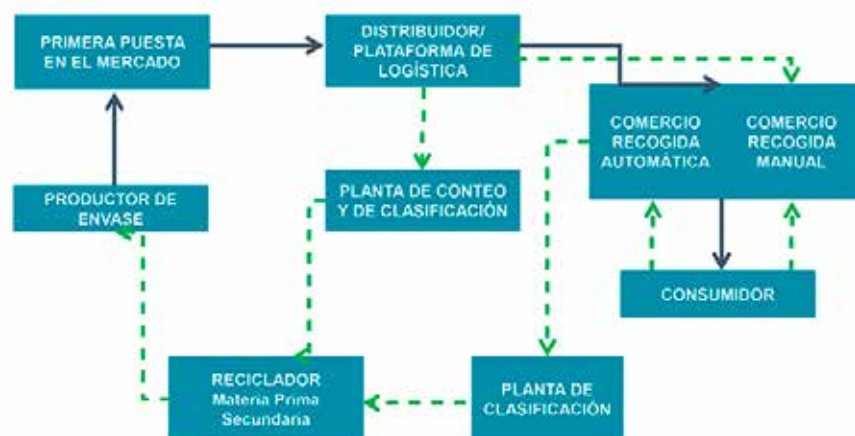 PRIMERA PUESTA
EN EL MERCADO
DISTRIBUIDOR/
PLATAFORMA DE
LOGÍSTICA
COMERCIO
RECOGIDA
AUTOMÁTICA
COMERCIO
RECOGIDA
MANUAL
PRODUCTOR DE
ENVASE
PLANTA DE CONTEO
Y DE CLASIFICACIÓN
CONSUMIDOR
RECICLADOR
Materia Prima
Secundaria
PLANTA DE
CLASIFICACIÓN